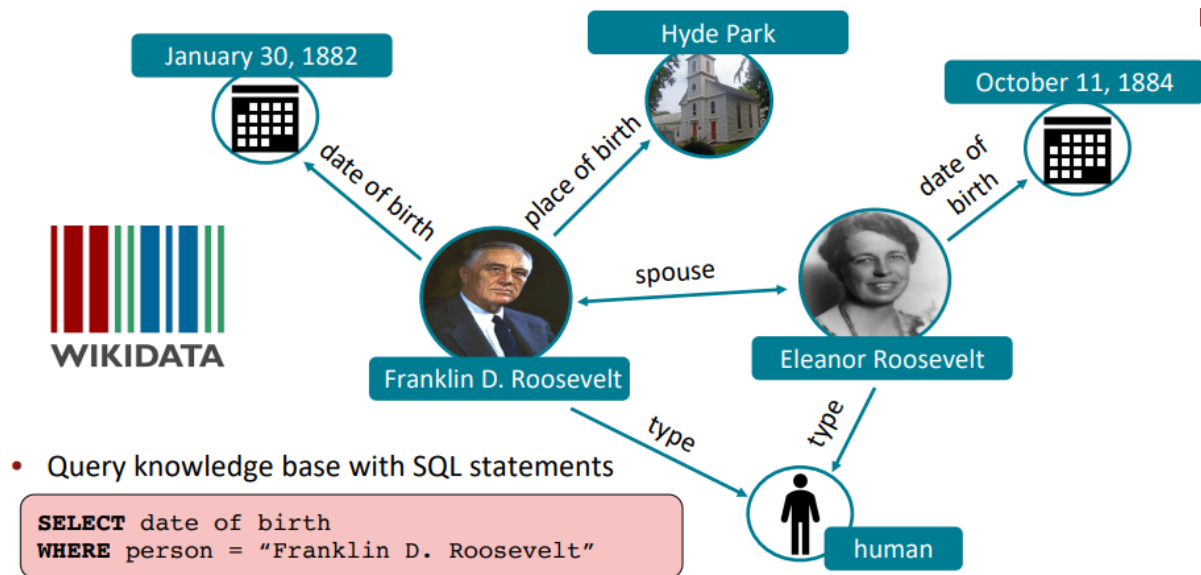 Hyde Park
January 30, 1882
October 11, 1884
date of birth
place of birth
date of
birth
spouse
WIKIDATA
Franklin D. Roosevelt
Eleanor Roosevelt
type
type
• Query knowledge base with SQL statements
SELECT date of birth
WHERE person = “Franklin D. Roosevelt”
human